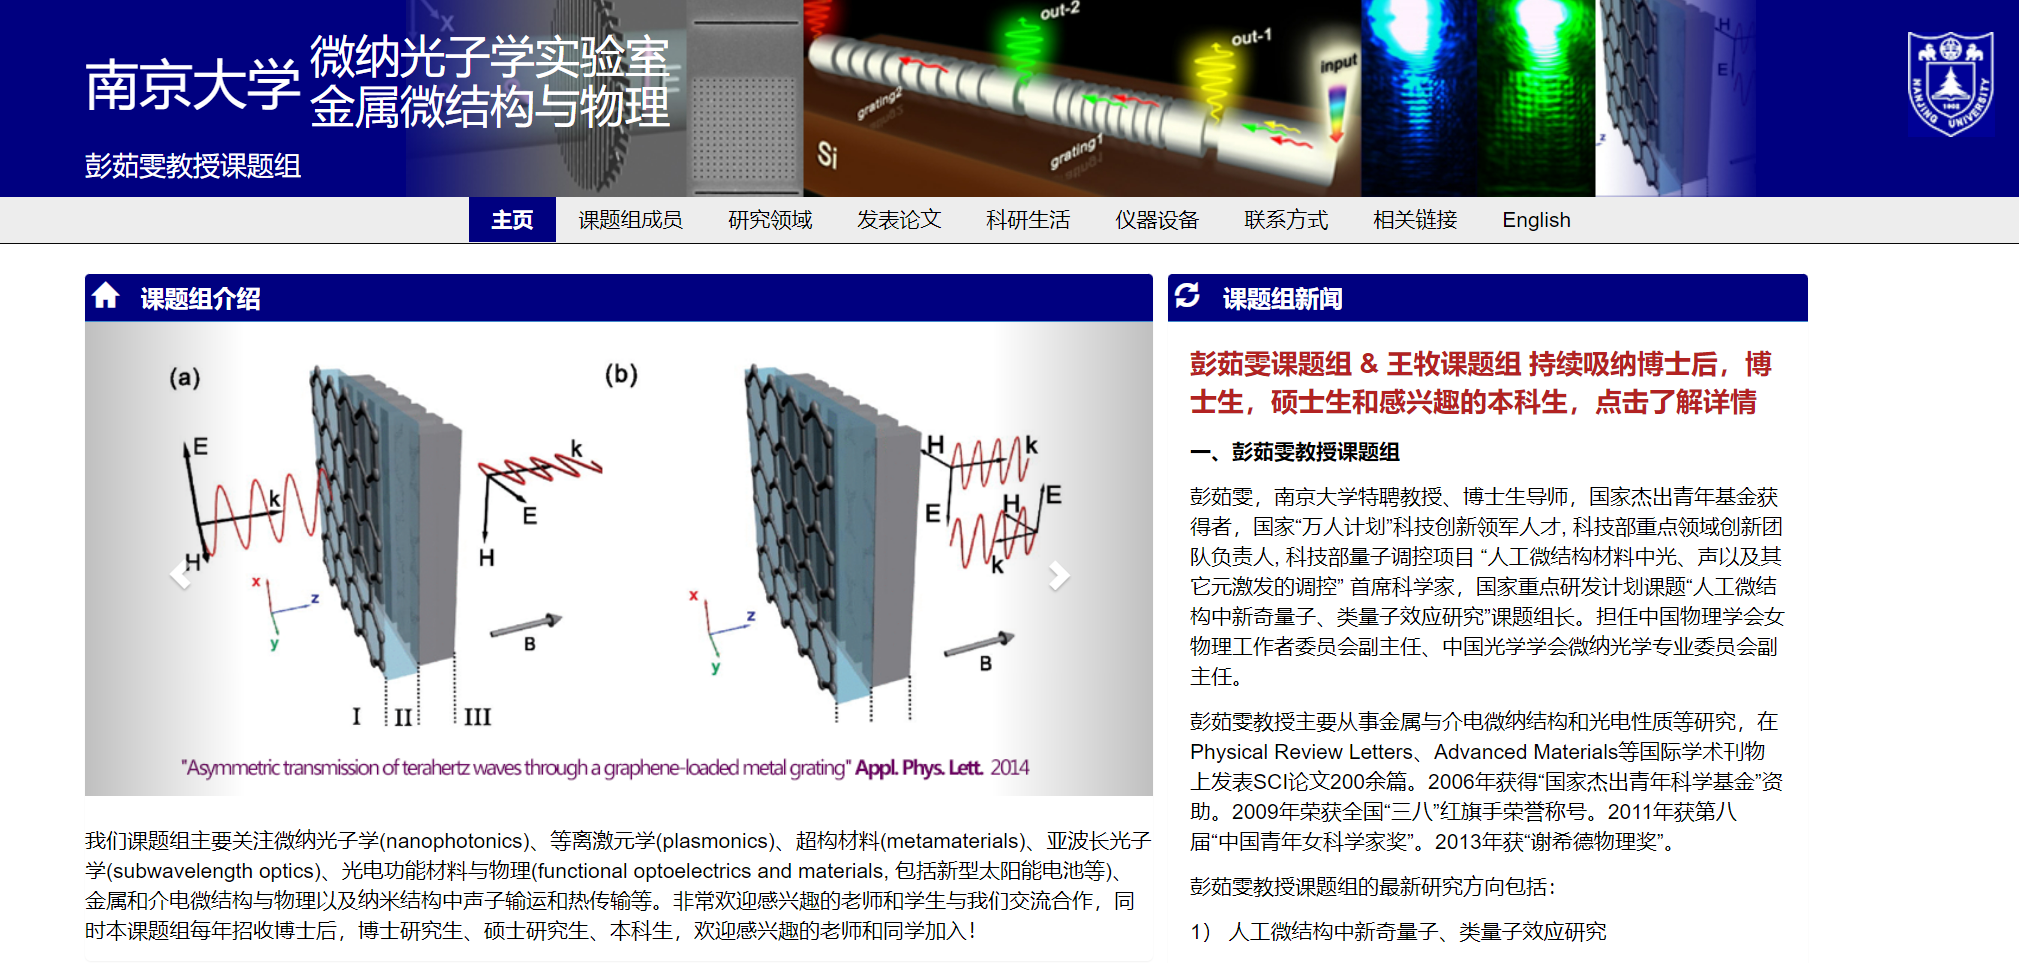 南京大学
微纳光子学实验室
金属微结构与物理
彭茹雯教授课题组
X
out-2
out-1
input
grating2
grating1
Si
H
E
z
NANJING UNIVERSITY
1902
主页 课题组成员 研究领域 发表论文 科研生活 仪器设备 联系方式 相关链接 English
课题组介绍
(a)
E
k
H
x
z
y
k
E
H
B
I II III
(b)
H
k
E
H
E
k
x
z
y
B
"Asymmetric transmission of terahertz waves through a graphene-loaded metal grating" Appl. Phys. Lett. 2014
我们课题组主要关注微纳光子学(nanophotonics)、等离激元学(plasmonics)、超构材料(metamaterials)、亚波长光子
学(subwavelength optics)、光电功能材料与物理(functional optoelectrics and materials, 包括新型太阳能电池等)、
金属和介电微结构与物理以及纳米结构中声子输运和热传输等。非常欢迎感兴趣的老师和学生与我们交流合作，同
时本课题组每年招收博士后，博士研究生、硕士研究生、本科生，欢迎感兴趣的老师和同学加入！
课题组新闻
彭茹雯课题组 & 王牧课题组 持续吸纳博士后，博
士生，硕士生和感兴趣的本科生，点击了解详情
一、彭茹雯教授课题组
彭茹雯，南京大学特聘教授、博士生导师，国家杰出青年基金获
得者，国家“万人计划”科技创新领军人才, 科技部重点领域创新团
队负责人, 科技部量子调控项目 “人工微结构材料中光、声以及其
它元激发的调控” 首席科学家，国家重点研发计划课题“人工微结
构中新奇量子、类量子效应研究”课题组长。担任中国物理学会女
物理工作者委员会副主任、中国光学学会微纳光学专业委员会副
主任。
彭茹雯教授主要从事金属与介电微纳结构和光电性质等研究，在
Physical Review Letters、Advanced Materials等国际学术刊物
上发表SCI论文200余篇。2006年获得“国家杰出青年科学基金”资
助。2009年荣获全国“三八”红旗手荣誉称号。2011年获第八
届“中国青年女科学家奖”。2013年获“谢希德物理奖”。
彭茹雯教授课题组的最新研究方向包括：
1） 人工微结构中新奇量子、类量子效应研究